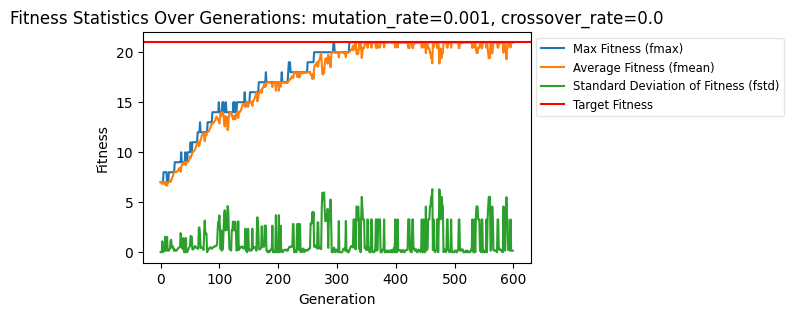 Fitness Statistics Over Generations: mutation_rate=0.001, crossover_rate=0.0
Max Fitness (fmax)
Average Fitness (fmean)
Standard Deviation of Fitness (fstd)
Target Fitness
Fitness
20
15
10
5
0
0 100 200 300 400 500 600
Generation